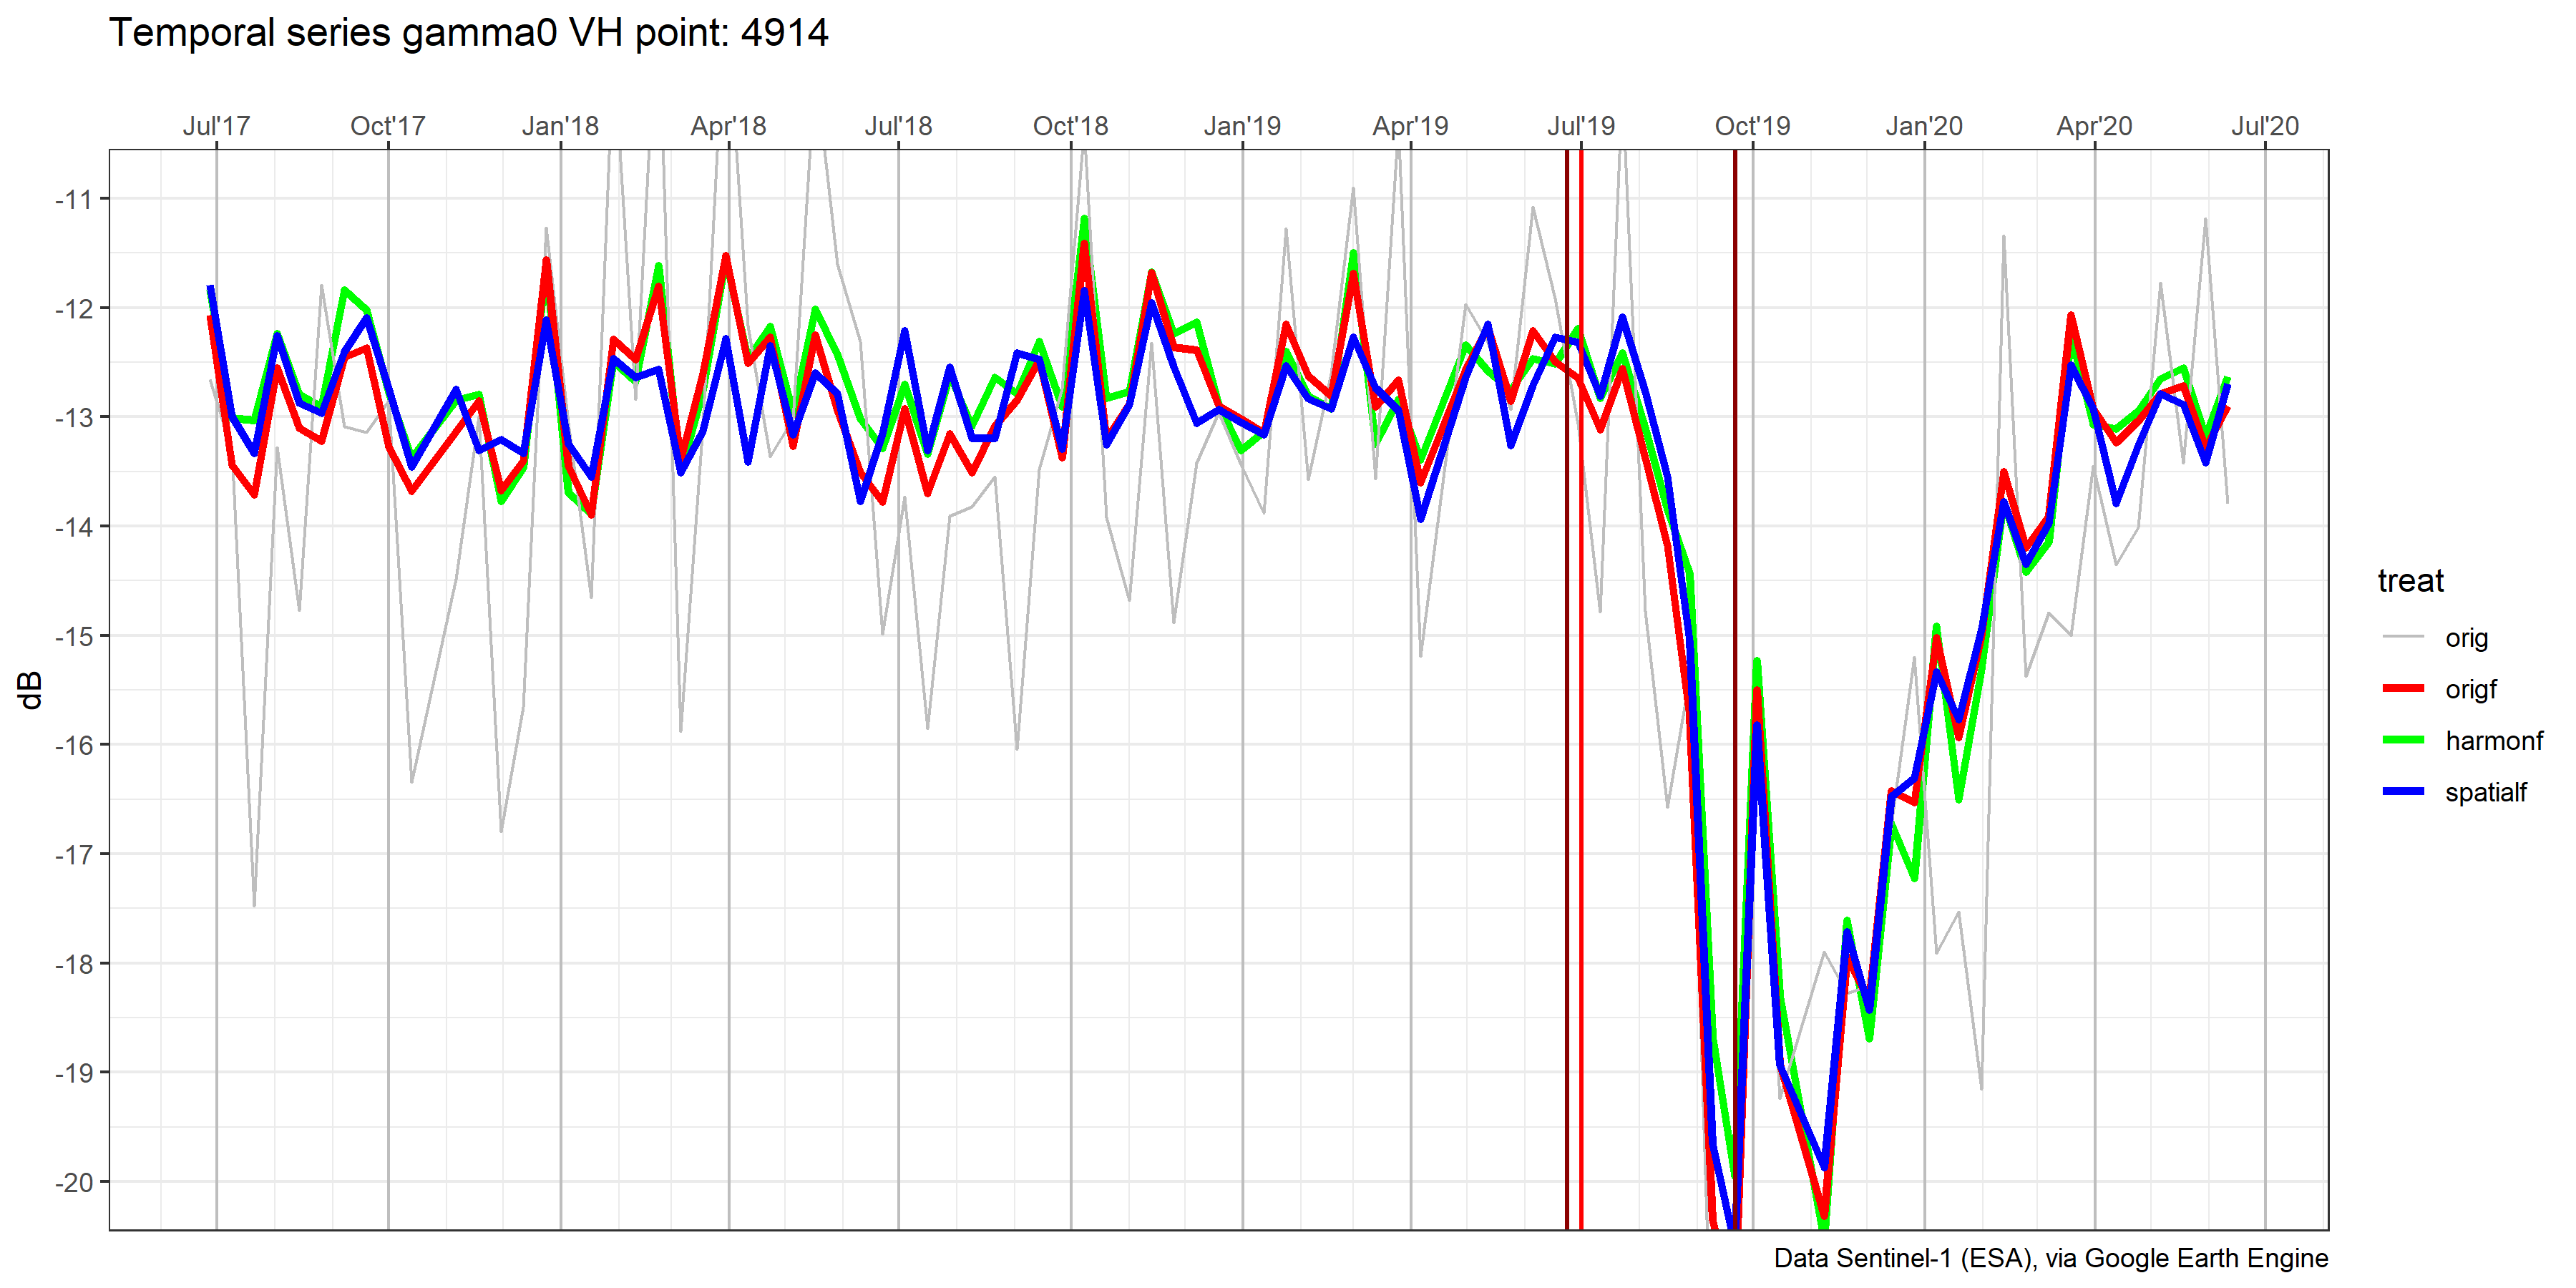 Temporal series gamma0 VH point: 4914
Jul'17 Oct'17 Jan'18 Apr'18 Jul'18 Oct'18 Jan'19 Apr'19 Jul'19 Oct'19 Jan'20 Apr'20 Jul'20
-11
-12
-13
-14
-15
-16
-17
-18
-19
-20
dB
treat
orig
origf
harmonf
spatialf
Data Sentinel-1 (ESA), via Google Earth Engine